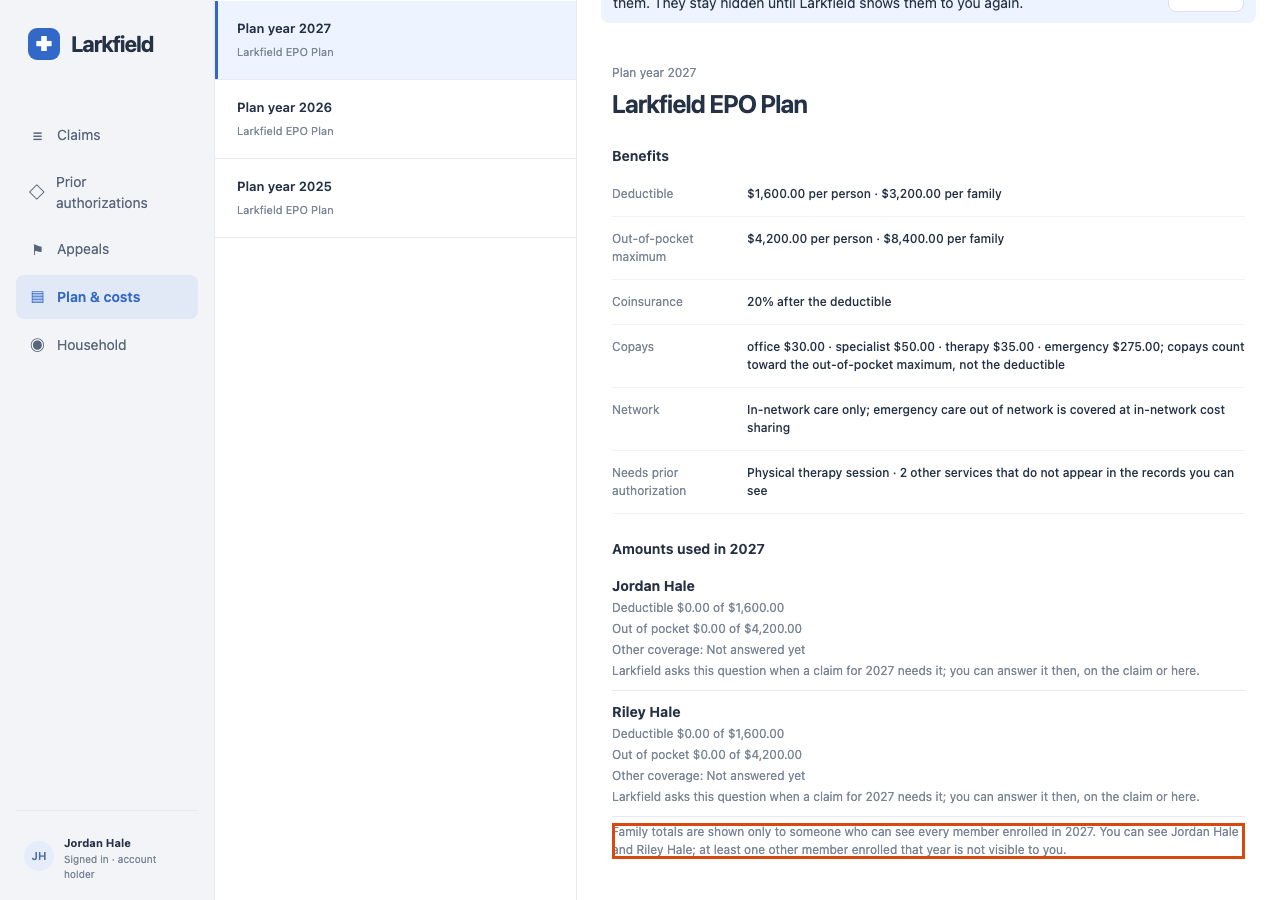 them. They stay hidden until Larkfield shows them to you again.
Larkfield
Claims
Prior
authorizations
Appeals
Plan & costs
Household
JH
Jordan Hale
Signed in · account
holder
Plan year 2027
Larkfield EPO Plan
Plan year 2026
Larkfield EPO Plan
Plan year 2025
Larkfield EPO Plan
Plan year 2027
Larkfield EPO Plan
Benefits
Deductible
$1,600.00 per person · $3,200.00 per family
Out-of-pocket
maximum
$4,200.00 per person · $8,400.00 per family
Coinsurance
20% after the deductible
Copays
office $30.00 · specialist $50.00 · therapy $35.00 · emergency $275.00; copays count
toward the out-of-pocket maximum, not the deductible
Network
In-network care only; emergency care out of network is covered at in-network cost
sharing
Needs prior
authorization
Physical therapy session · 2 other services that do not appear in the records you can
see
Amounts used in 2027
Jordan Hale
Deductible $0.00 of $1,600.00
Out of pocket $0.00 of $4,200.00
Other coverage: Not answered yet
Larkfield asks this question when a claim for 2027 needs it; you can answer it then, on the claim or here.
Riley Hale
Deductible $0.00 of $1,600.00
Out of pocket $0.00 of $4,200.00
Other coverage: Not answered yet
Larkfield asks this question when a claim for 2027 needs it; you can answer it then, on the claim or here.
Family totals are shown only to someone who can see every member enrolled in 2027. You can see Jordan Hale
and Riley Hale; at least one other member enrolled that year is not visible to you.